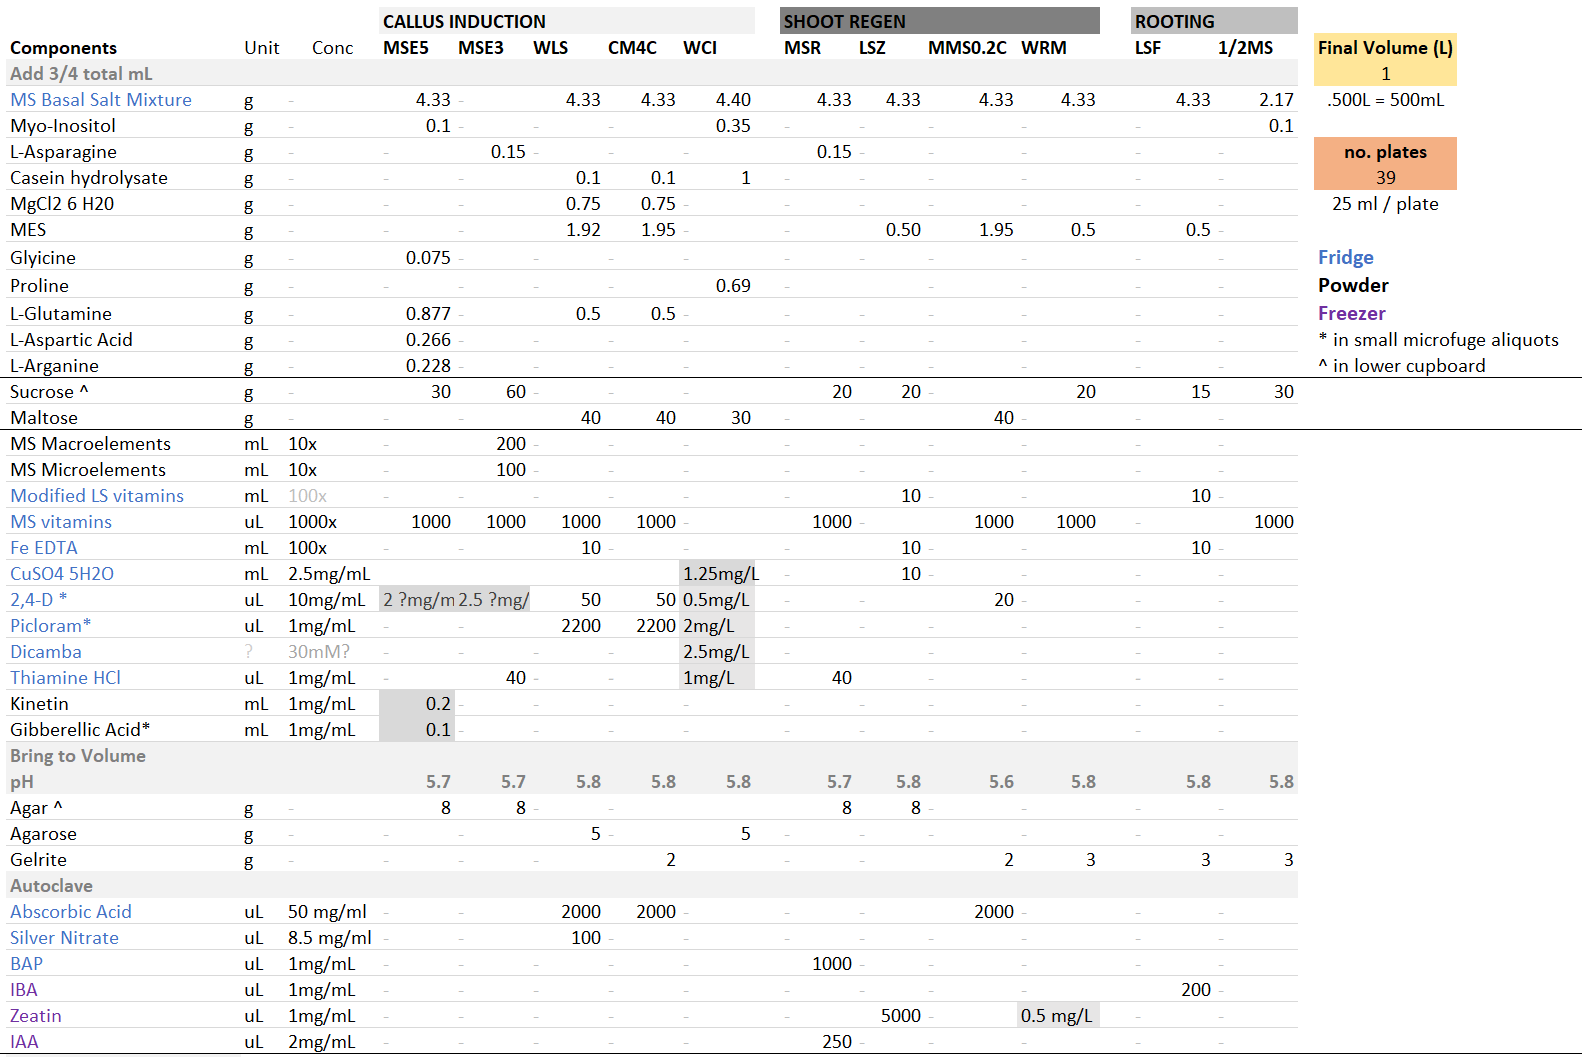 CALLUS INDUCTION SHOOT REGEN ROOTING
Components Unit Conc MSE5 MSE3 WLS CM4C WCI MSR LSZ MMS0.2C WRM LSF 1/2MS Final Volume (L)
Add 3/4 total mL 1
MS Basal Salt Mixture g - 4.33 - 4.33 4.33 4.40 4.33 4.33 4.33 4.33 4.33 2.17 .500L = 500mL
Myo-Inositol g - 0.1 - - - 0.35 - - - - - 0.1
L-Asparagine g - - 0.15 - - - 0.15 - - - - - no. plates
Casein hydrolysate g - - - 0.1 0.1 1 - - - - - - 39
MgCl2 6 H20 g - - - 0.75 0.75 - - - - - - - 25 ml / plate
MES g - - - 1.92 1.95 - - 0.50 1.95 0.5 0.5 -
Glyicine g - 0.075 - - - - - - - - - - Fridge
Proline g - - - - - 0.69 - - - - - - Powder
L-Glutamine g - 0.877 - 0.5 0.5 - - - - - - - Freezer
L-Aspartic Acid g - 0.266 - - - - - - - - - - * in small microfuge aliquots
L-Arganine g - 0.228 - - - - - - - - - - ^ in lower cupboard
Sucrose ^ g - 30 60 - - - 20 20 - 20 15 30
Maltose g - - - 40 40 30 - - 40 - - -
MS Macroelements mL 10x - 200 - - - - - - - - -
MS Microelements mL 10x - 100 - - - - - - - - -
Modified LS vitamins mL 100x - - - - - - 10 - - 10 -
MS vitamins uL 1000x 1000 1000 1000 1000 - 1000 - 1000 1000 - 1000
Fe EDTA mL 100x - - 10 - - - 10 - - 10 -
CuSO4 5H2O mL 2.5mg/mL 1.25mg/L - 10 - - - -
2,4-D * uL 10mg/mL 2 ?mg/m 2.5 ?mg/ 50 50 0.5mg/L - - 20 - - -
Picloram* uL 1mg/mL - - 2200 2200 2mg/L - - - - - -
Dicamba ? 30mM? - - - - 2.5mg/L - - - - - -
Thiamine HCl uL 1mg/mL - 40 - - 1mg/L 40 - - - - -
Kinetin mL 1mg/mL 0.2 - - - - - - - - - -
Gibberellic Acid* mL 1mg/mL 0.1 - - - - - - - - - -
Bring to Volume
pH 5.7 5.7 5.8 5.8 5.8 5.7 5.8 5.6 5.8 5.8 5.8
Agar ^ g - 8 8 - - - 8 8 - - - -
Agarose g - - - 5 - 5 - - - - - -
Gelrite g - - - - 2 - - - 2 3 3 3
Autoclave
Abscorbic Acid uL 50 mg/ml - - 2000 2000 - - - 2000 - - -
Silver Nitrate uL 8.5 mg/ml - - 100 - - - - - - - -
BAP uL 1mg/mL - - - - - 1000 - - - - -
IBA uL 1mg/mL - - - - - - - - - 200 -
Zeatin uL 1mg/mL - - - - - - 5000 - 0.5 mg/L - -
IAA uL 2mg/mL - - - - - 250 - - - - -